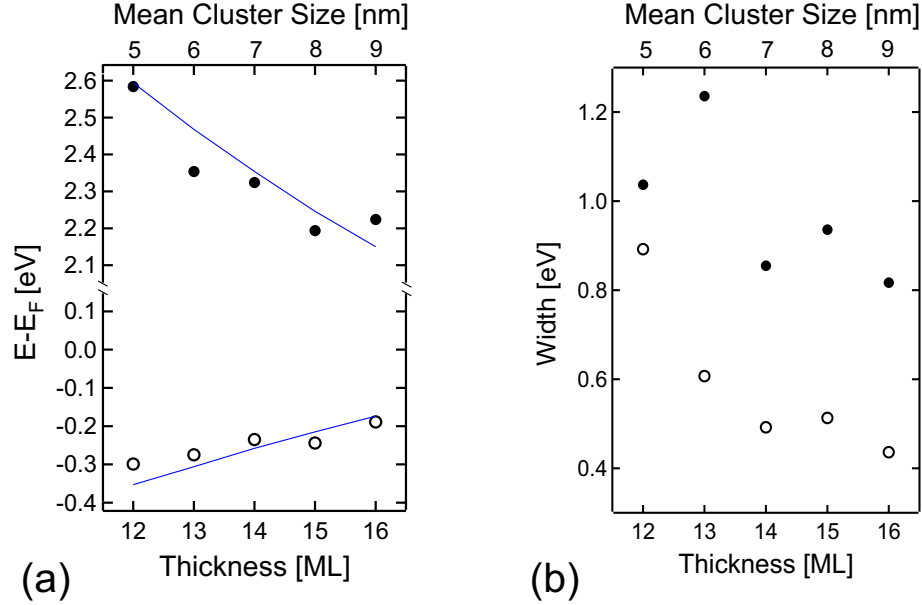 Mean Cluster Size [nm]
5 6 7 8 9
2.6
2.5
2.4
2.3
2.2
2.1
0.1
0.0
-0.1
-0.2
-0.3
-0.4
E-E_F [eV]
12 13 14 15 16
Thickness [ML]
(a)
Mean Cluster Size [nm]
5 6 7 8 9
1.2
1.0
0.8
0.6
0.4
Width [eV]
12 13 14 15 16
Thickness [ML]
(b)